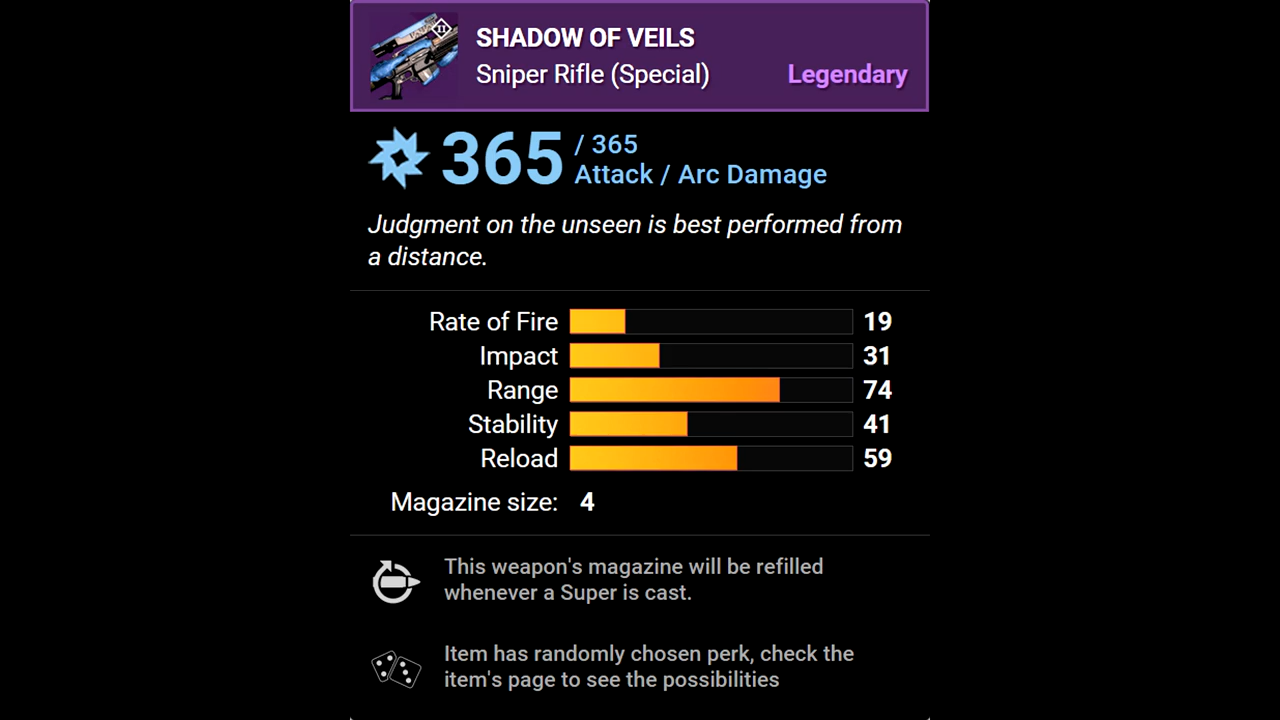 SHADOW OF VEILS
Sniper Rifle (Special)
Legendary
365
/ 365
Attack / Arc Damage
Judgment on the unseen is best performed from
a distance.
Rate of Fire 19
Impact 31
Range 74
Stability 41
Reload 59
Magazine size: 4
This weapon's magazine will be refilled
whenever a Super is cast.
Item has randomly chosen perk, check the
item's page to see the possibilities